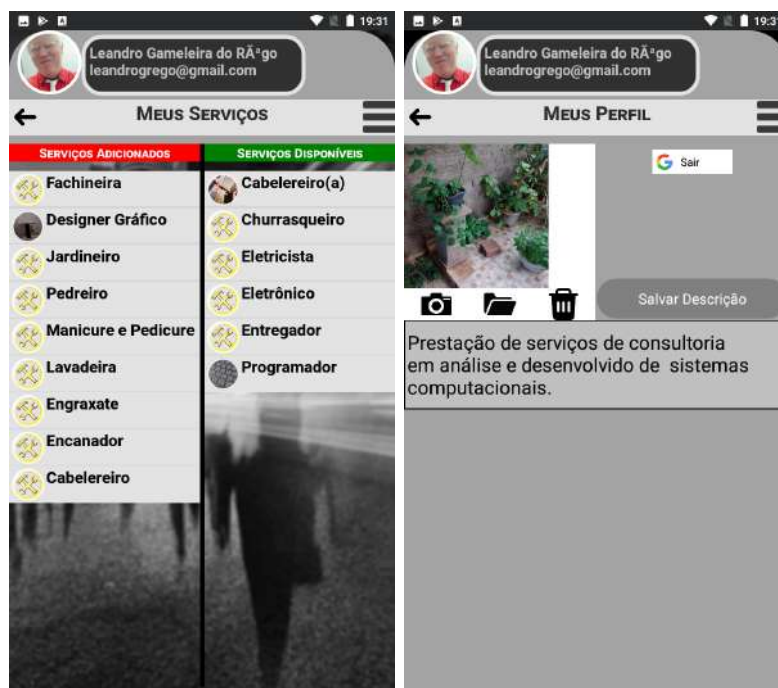 19:31
Leandro Gameleira do RÃªgo
leandrogrego@gmail.com
Meus Serviços
Serviços Adicionados
Fachineira
Designer Gráfico
Jardineiro
Pedreiro
Manicure e Pedicure
Lavadeira
Engraxate
Encanador
Cabelereiro
Serviços Disponíveis
Cabelereiro(a)
Churrasqueiro
Eletricista
Eletrônico
Entregador
Programador
19:31
Leandro Gameleira do RÃªgo
leandrogrego@gmail.com
Meus Perfil
Sair
Salvar Descrição
Prestação de serviços de consultoria
em análise e desenvolvido de sistemas
computacionais.